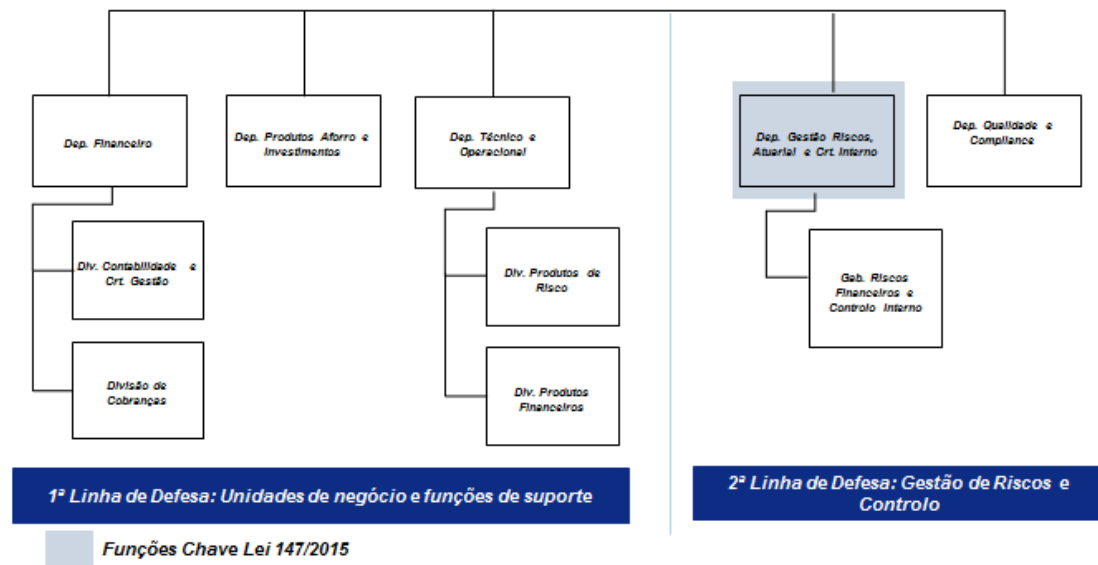 Dep. Financeiro
Dep. Produtos Aforro e
Investimentos
Dep. Técnico e
Operacional
Dep. Gestão Riscos,
Atuarial e Crt. Interno
Dep. Qualidade e
Compliance
Div. Contabilidade e
Crt. Gestão
Div. Produtos de
Risco
Gab. Riscos
Financeiros e
Controlo Interno
Divisão de
Cobranças
Div. Produtos
Financeiros
1ª Linha de Defesa: Unidades de negócio e funções de suporte
2ª Linha de Defesa: Gestão de Riscos e
Controlo
Funções Chave Lei 147/2015